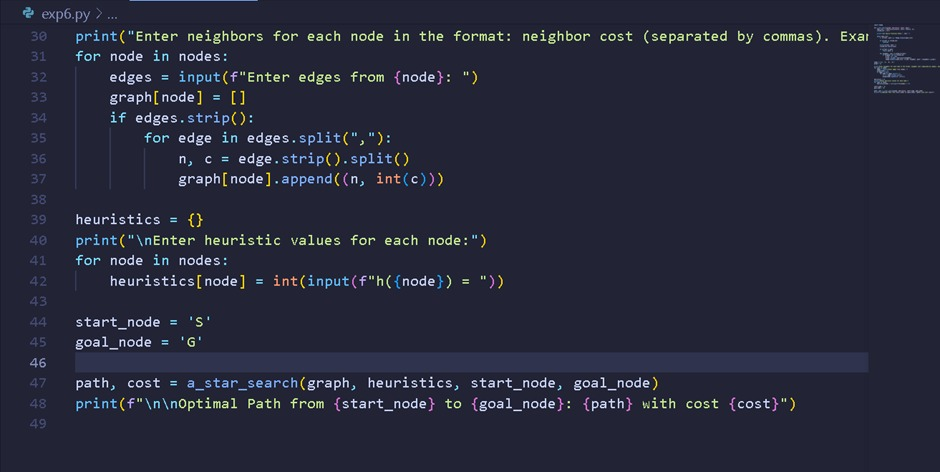 exp6.py > ...
30 print("Enter neighbors for each node in the format: neighbor cost (separated by commas). Exa
31 for node in nodes:
32     edges = input(f"Enter edges from {node}: ")
33     graph[node] = []
34     if edges.strip():
35         for edge in edges.split(","):
36             n, c = edge.strip().split()
37             graph[node].append((n, int(c)))
38
39 heuristics = {}
40 print("\nEnter heuristic values for each node:")
41 for node in nodes:
42     heuristics[node] = int(input(f"h({node}) = "))
43
44 start_node = 'S'
45 goal_node = 'G'
46
47 path, cost = a_star_search(graph, heuristics, start_node, goal_node)
48 print(f"\n\nOptimal Path from {start_node} to {goal_node}: {path} with cost {cost}")
49